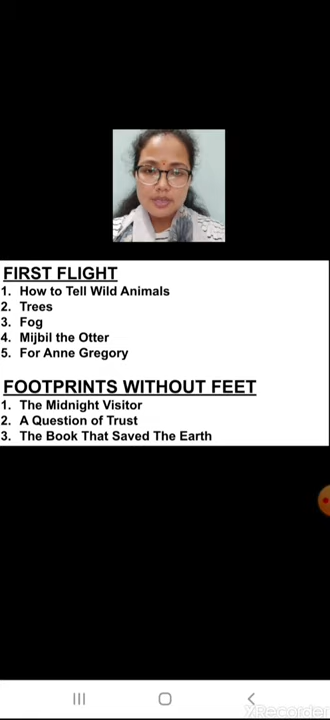 FIRST FLIGHT
1. How to Tell Wild Animals
2. Trees
3. Fog
4. Mijbil the Otter
5. For Anne Gregory
FOOTPRINTS WITHOUT FEET
1. The Midnight Visitor
2. A Question of Trust
3. The Book That Saved The Earth
XRecorder